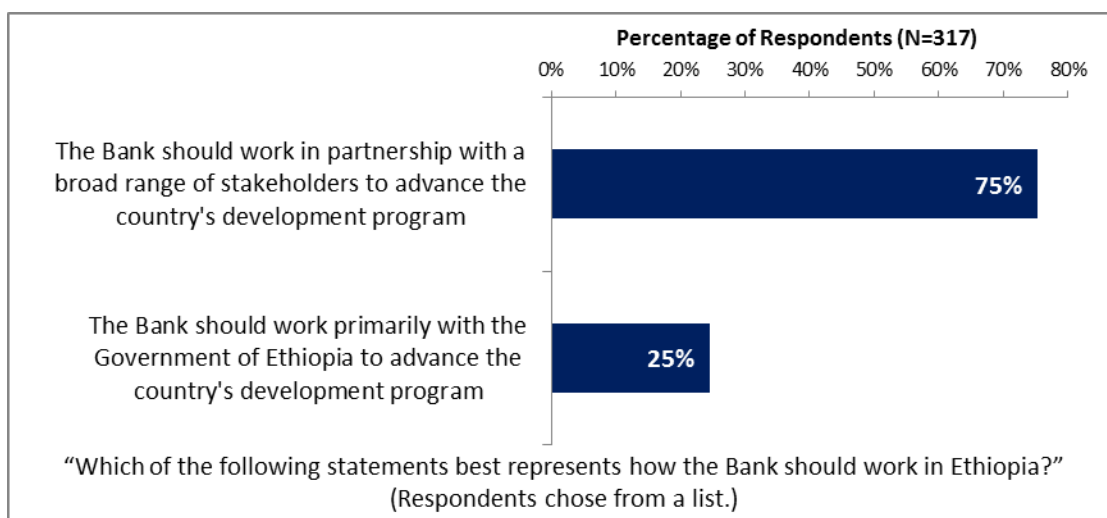 Percentage of Respondents (N=317)
0% 10% 20% 30% 40% 50% 60% 70% 80%
The Bank should work in partnership with a
broad range of stakeholders to advance the
country's development program
75%
The Bank should work primarily with the
Government of Ethiopia to advance the
country's development program
25%
“Which of the following statements best represents how the Bank should work in Ethiopia?”
(Respondents chose from a list.)